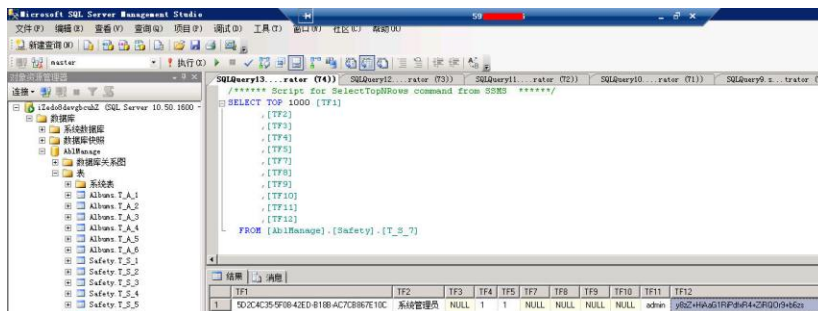 Microsoft SQL Server Management Studio
59
文件(F) 编辑(E) 查看(V) 查询(Q) 项目(P) 调试(D) 工具(T) 窗口(W) 社区(C) 帮助(H)
新建查询(N)
master
执行(X)
对象资源管理器
SQLQuery13....rater (74))
SQLQuery12....rator (73))
SQLQuery11....rator (72))
SQLQuery10....rator (71))
SQLQuery9.s...trator (
连接
iZedo8devgbcuhZ (SQL Server 10.50.1600 -
数据库
系统数据库
数据库快照
AblManage
数据库关系图
表
系统表
Albums.T_A_1
Albums.T_A_2
Albums.T_A_3
Albums.T_A_4
Albums.T_A_5
Albums.T_A_6
Safety.T_S_1
Safety.T_S_2
Safety.T_S_3
Safety.T_S_4
Safety.T_S_5
/****** Script for SelectTopNRows command from SSMS ******/
SELECT TOP 1000 [TF1]
,[TF2]
,[TF3]
,[TF4]
,[TF5]
,[TF7]
,[TF8]
,[TF9]
,[TF10]
,[TF11]
,[TF12]
FROM [AblManage].[Safety].[T_S_7]
结果 消息
TF1 TF2 TF3 TF4 TF5 TF7 TF8 TF9 TF10 TF11 TF12
1 5D2C4C35-5F08-42ED-B18B-AC7CB867E10C 系统管理员 NULL 1 1 NULL NULL NULL NULL admin